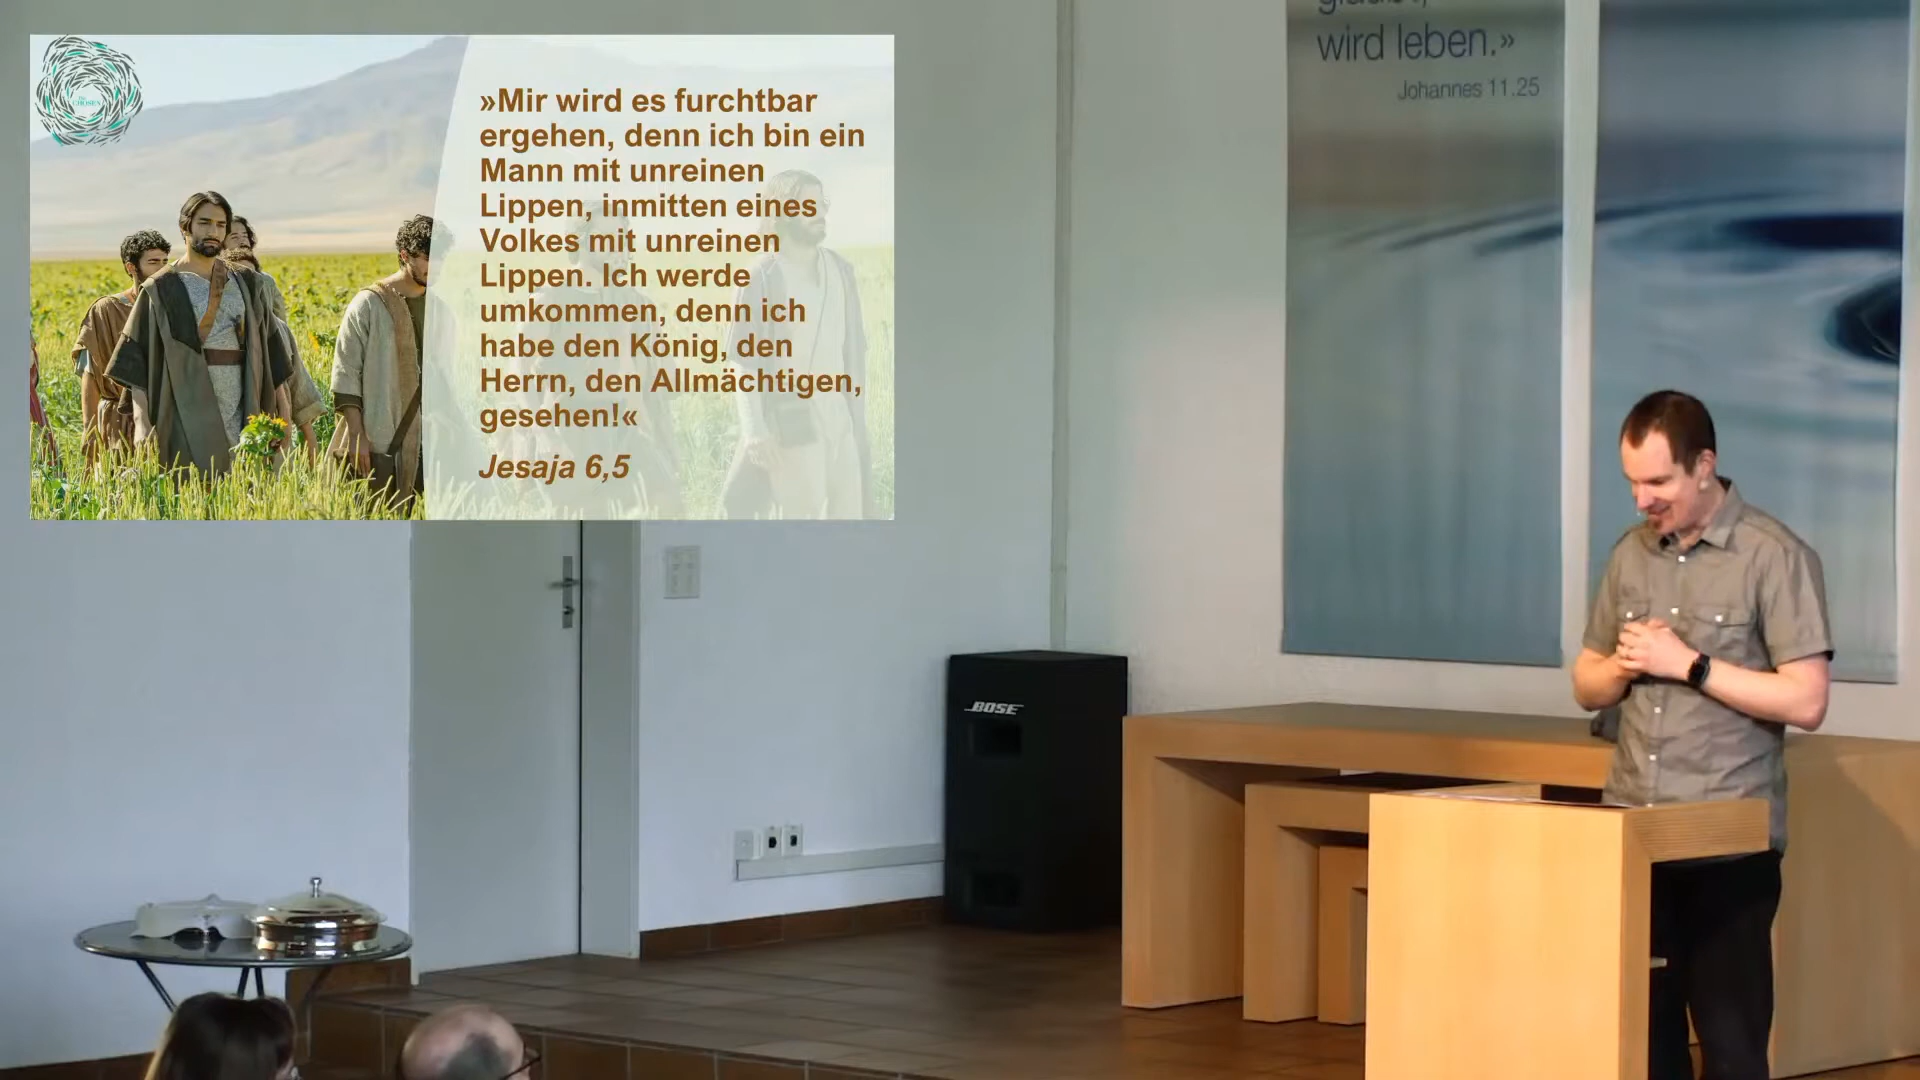 »Mir wird es furchtbar
ergehen, denn ich bin ein
Mann mit unreinen
Lippen, inmitten eines
Volkes mit unreinen
Lippen. Ich werde
umkommen, denn ich
habe den König, den
Herrn, den Allmächtigen,
gesehen!«
Jesaja 6,5
CHOSEN
wird leben.»
Johannes 11.25
BOSE